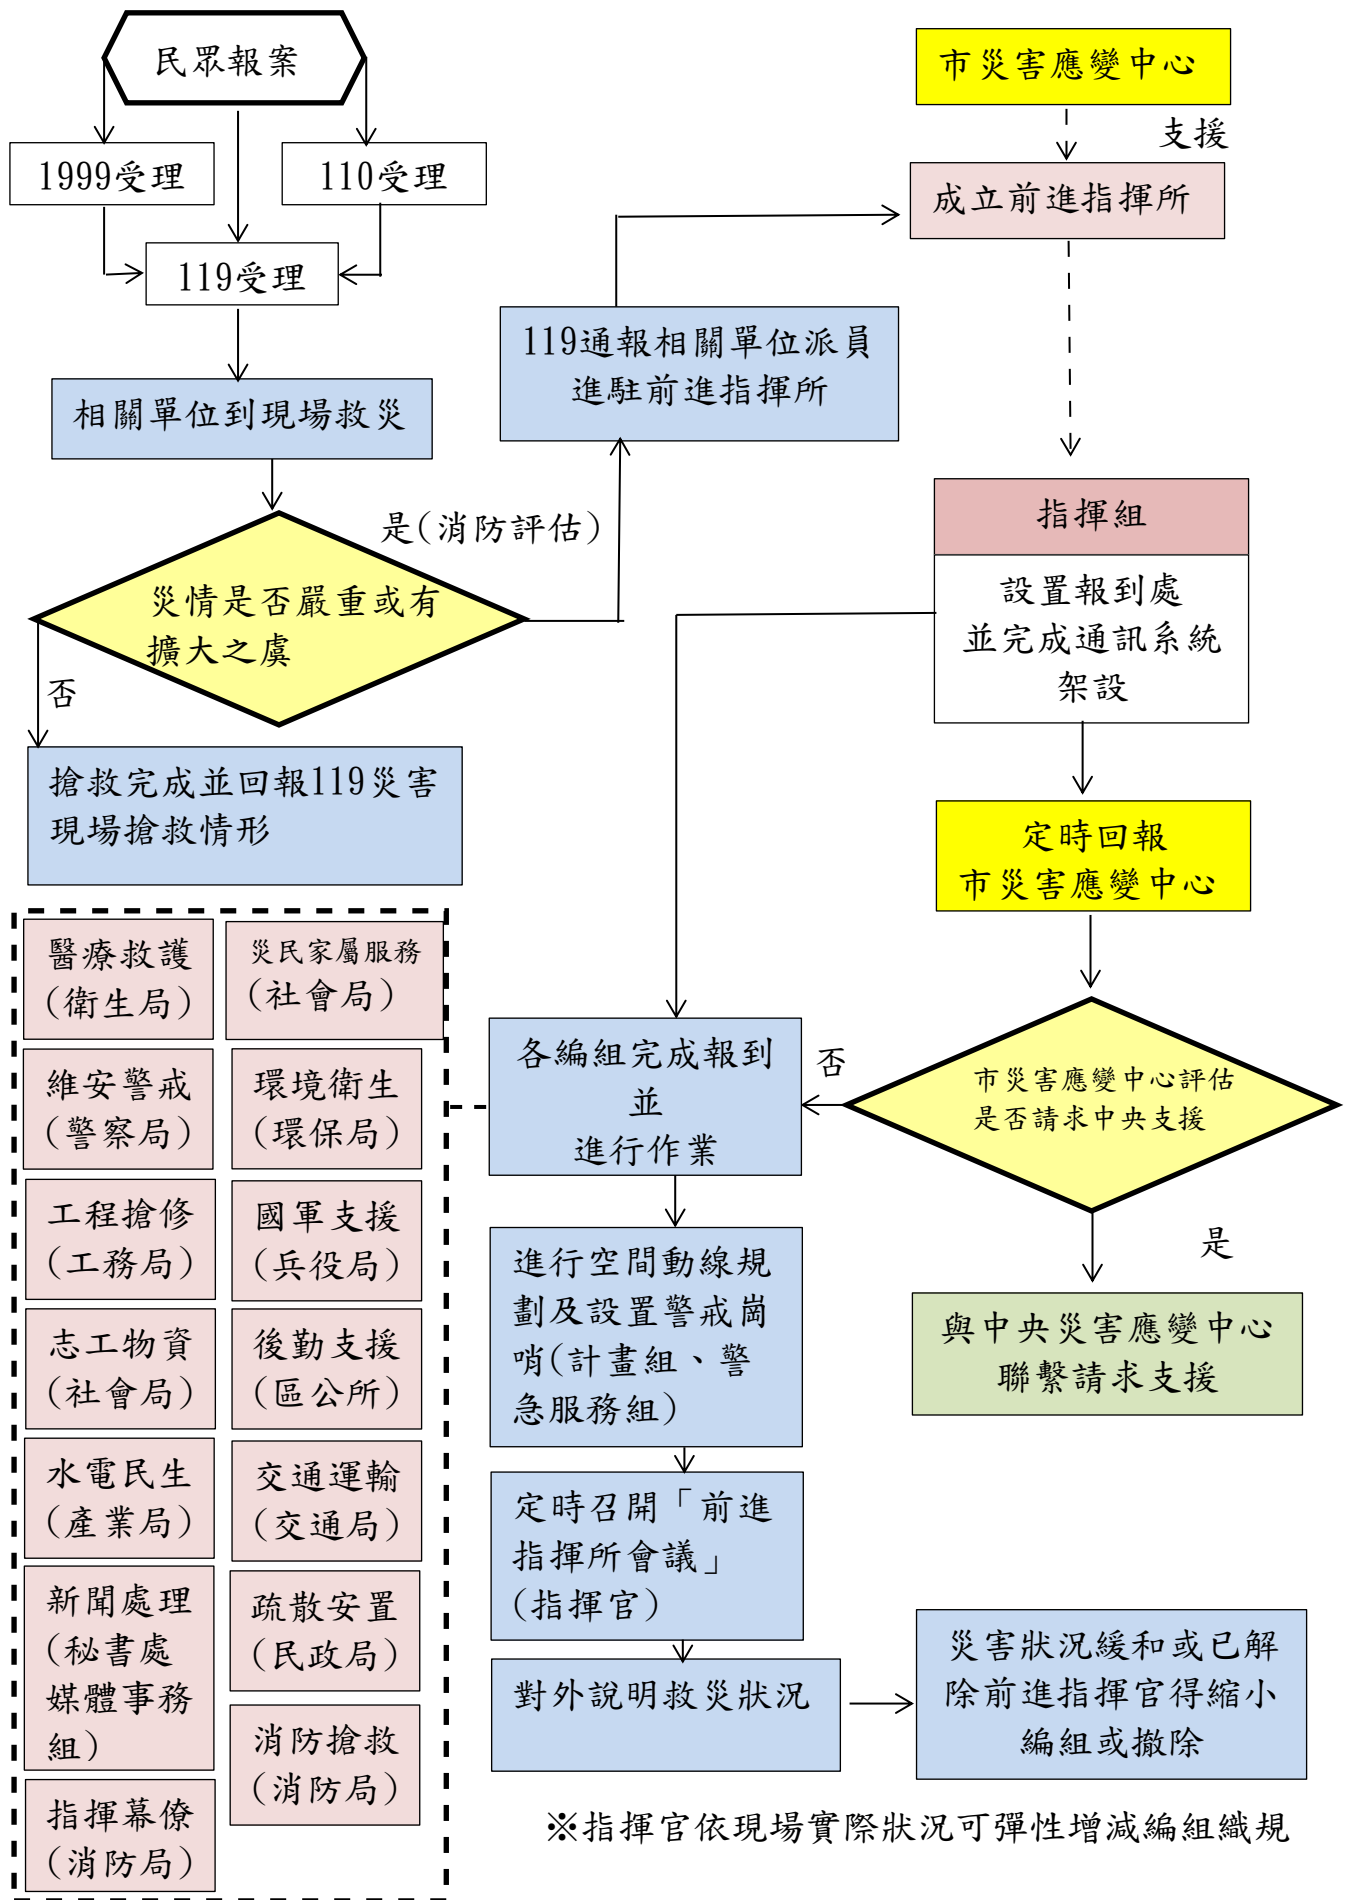 民眾報案
1999受理
110受理
119受理
相關單位到現場救災
災情是否嚴重或有
擴大之虞
是(消防評估)
否
搶救完成並回報119災害
現場搶救情形
119通報相關單位派員
進駐前進指揮所
市災害應變中心
支援
成立前進指揮所
指揮組
設置報到處
並完成通訊系統
架設
定時回報
市災害應變中心
市災害應變中心評估
是否請求中央支援
否
是
與中央災害應變中心
聯繫請求支援
各編組完成報到
並
進行作業
進行空間動線規
劃及設置警戒崗
哨(計畫組、警
急服務組)
定時召開「前進
指揮所會議」
(指揮官)
對外說明救災狀況
災害狀況緩和或已解
除前進指揮官得縮小
編組或撤除
醫療救護
(衛生局)
災民家屬服務
(社會局)
維安警戒
(警察局)
環境衛生
(環保局)
工程搶修
(工務局)
國軍支援
(兵役局)
志工物資
(社會局)
後勤支援
(區公所)
水電民生
(產業局)
交通運輸
(交通局)
新聞處理
(秘書處
媒體事務
組)
疏散安置
(民政局)
消防搶救
(消防局)
指揮幕僚
(消防局)
※指揮官依現場實際狀況可彈性增減編組織規